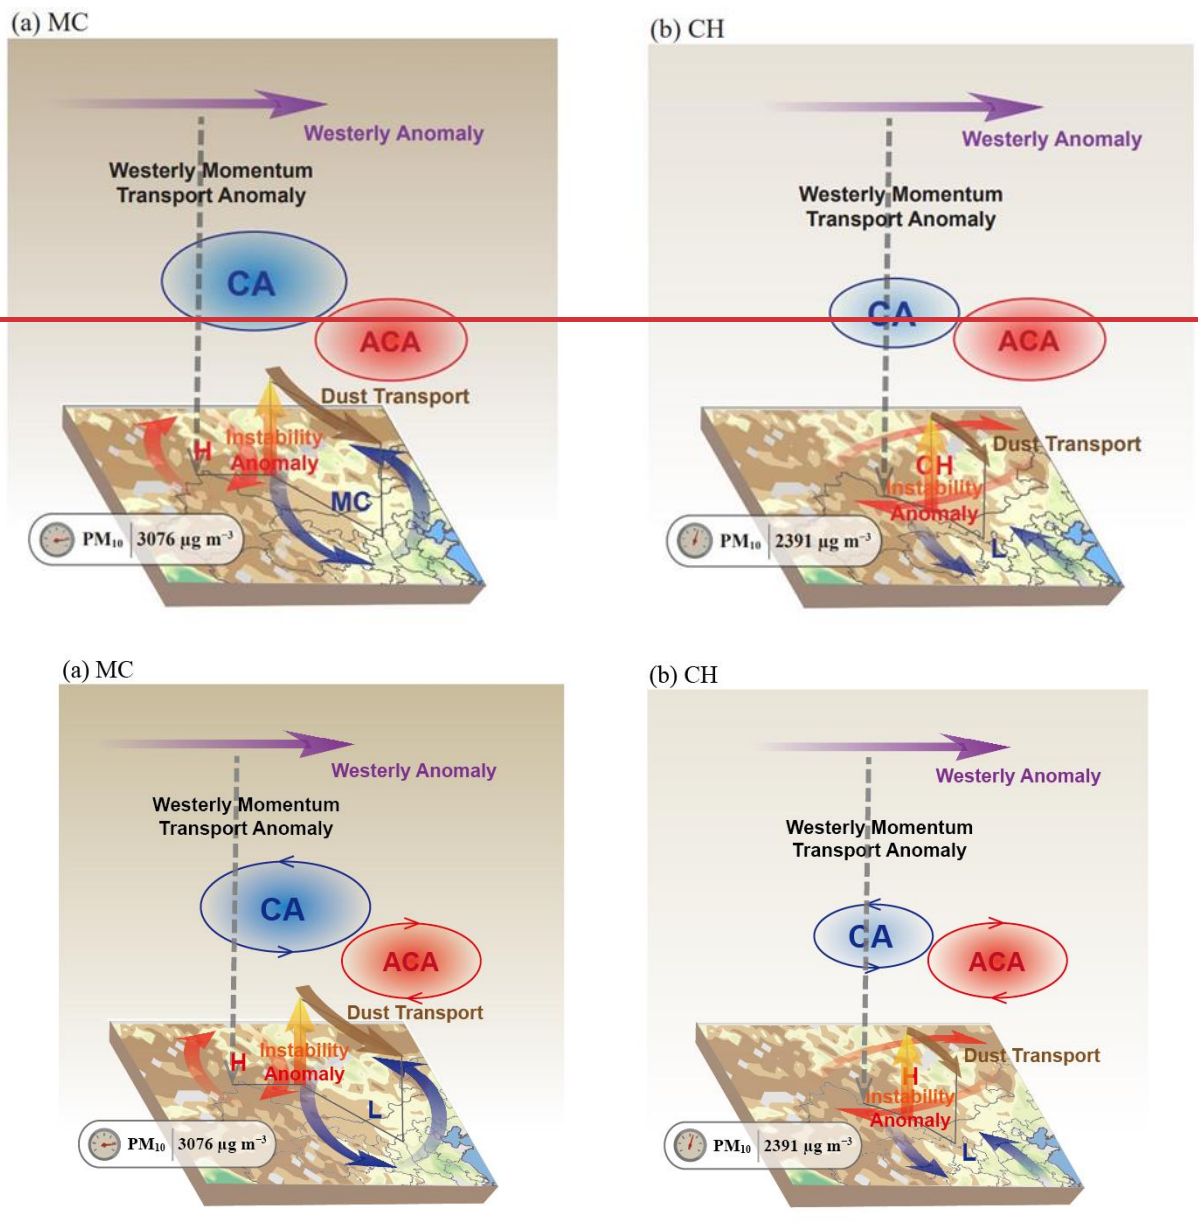 (a) MC
Westerly Anomaly
Westerly Momentum
Transport Anomaly
CA
ACA
Dust Transport
H
Instability
Anomaly
MC
PM₁₀ | 3076 μg m⁻³
(b) CH
Westerly Anomaly
Westerly Momentum
Transport Anomaly
CA
ACA
Dust Transport
CH
Instability
Anomaly
L
PM₁₀ | 2391 μg m⁻³
(a) MC
Westerly Anomaly
Westerly Momentum
Transport Anomaly
CA
ACA
Dust Transport
H
Instability
Anomaly
L
PM₁₀ | 3076 μg m⁻³
(b) CH
Westerly Anomaly
Westerly Momentum
Transport Anomaly
CA
ACA
Dust Transport
H
Instability
Anomaly
L
PM₁₀ | 2391 μg m⁻³